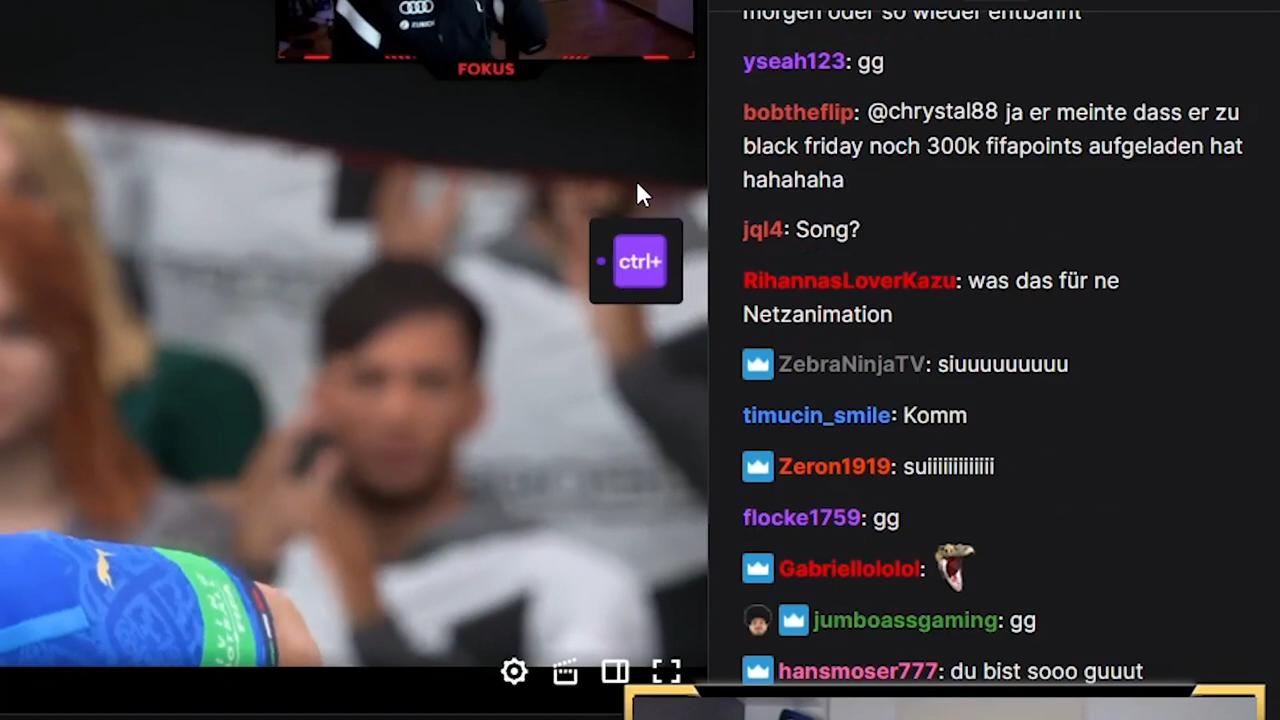 ZURICH
FOKUS
ctrl+
morgen oder so wieder entbannt
yseah123: gg
bobtheflip: @chrystal88 ja er meinte dass er zu
black friday noch 300k fifapoints aufgeladen hat
hahahaha
jql4: Song?
RihannasLoverKazu: was das für ne
Netzanimation
ZebraNinjaTV: siuuuuuuuuu
timucin_smile: Komm
Zeron1919: suiiiiiiiiiiiii
flocke1759: gg
Gabriellololol:
jumboassgaming: gg
hansmoser777: du bist sooo guuut